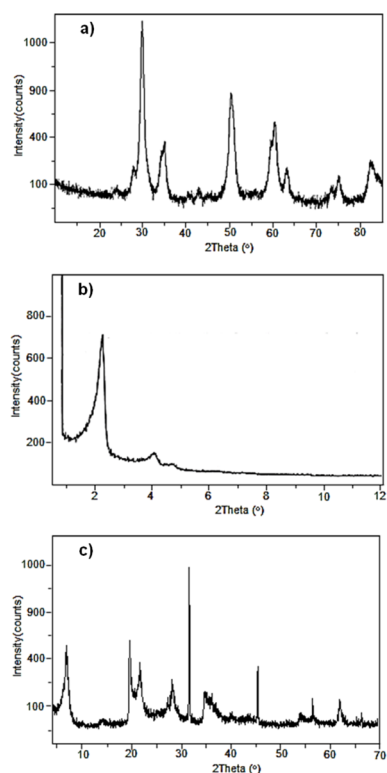 a)
Intensity(counts)
1000
900
400
100
20 30 40 50 60 70 80
2Theta (º)
b)
Intensity(counts)
800
600
400
200
2 4 6 8 10 12
2Theta (º)
c)
Intensity(counts)
1000
900
400
100
10 20 30 40 50 60 70
2Theta (º)